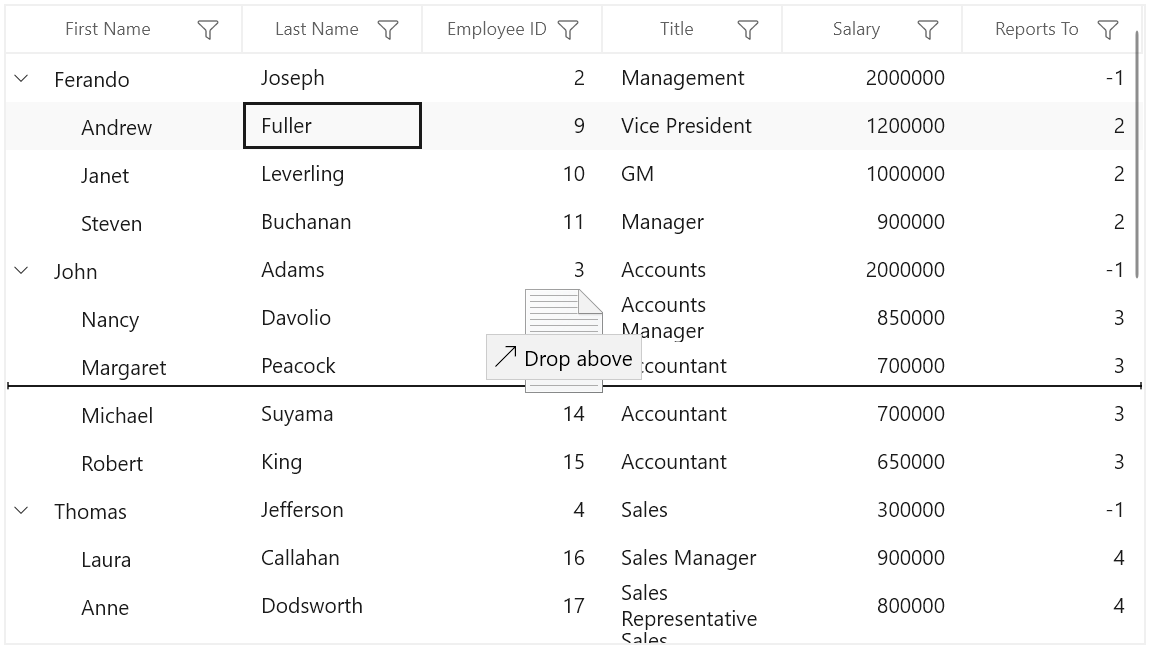 First Name Last Name Employee ID Title Salary Reports To
Ferando Joseph 2 Management 2000000 -1
Andrew Fuller 9 Vice President 1200000 2
Janet Leverling 10 GM 1000000 2
Steven Buchanan 11 Manager 900000 2
John Adams 3 Accounts 2000000 -1
Nancy Davolio Accounts Manager 850000 3
Margaret Peacock countant 700000 3
Drop above
Michael Suyama 14 Accountant 700000 3
Robert King 15 Accountant 650000 3
Thomas Jefferson 4 Sales 300000 -1
Laura Callahan 16 Sales Manager 900000 4
Anne Dodsworth 17 Sales Representative 800000 4
Sales